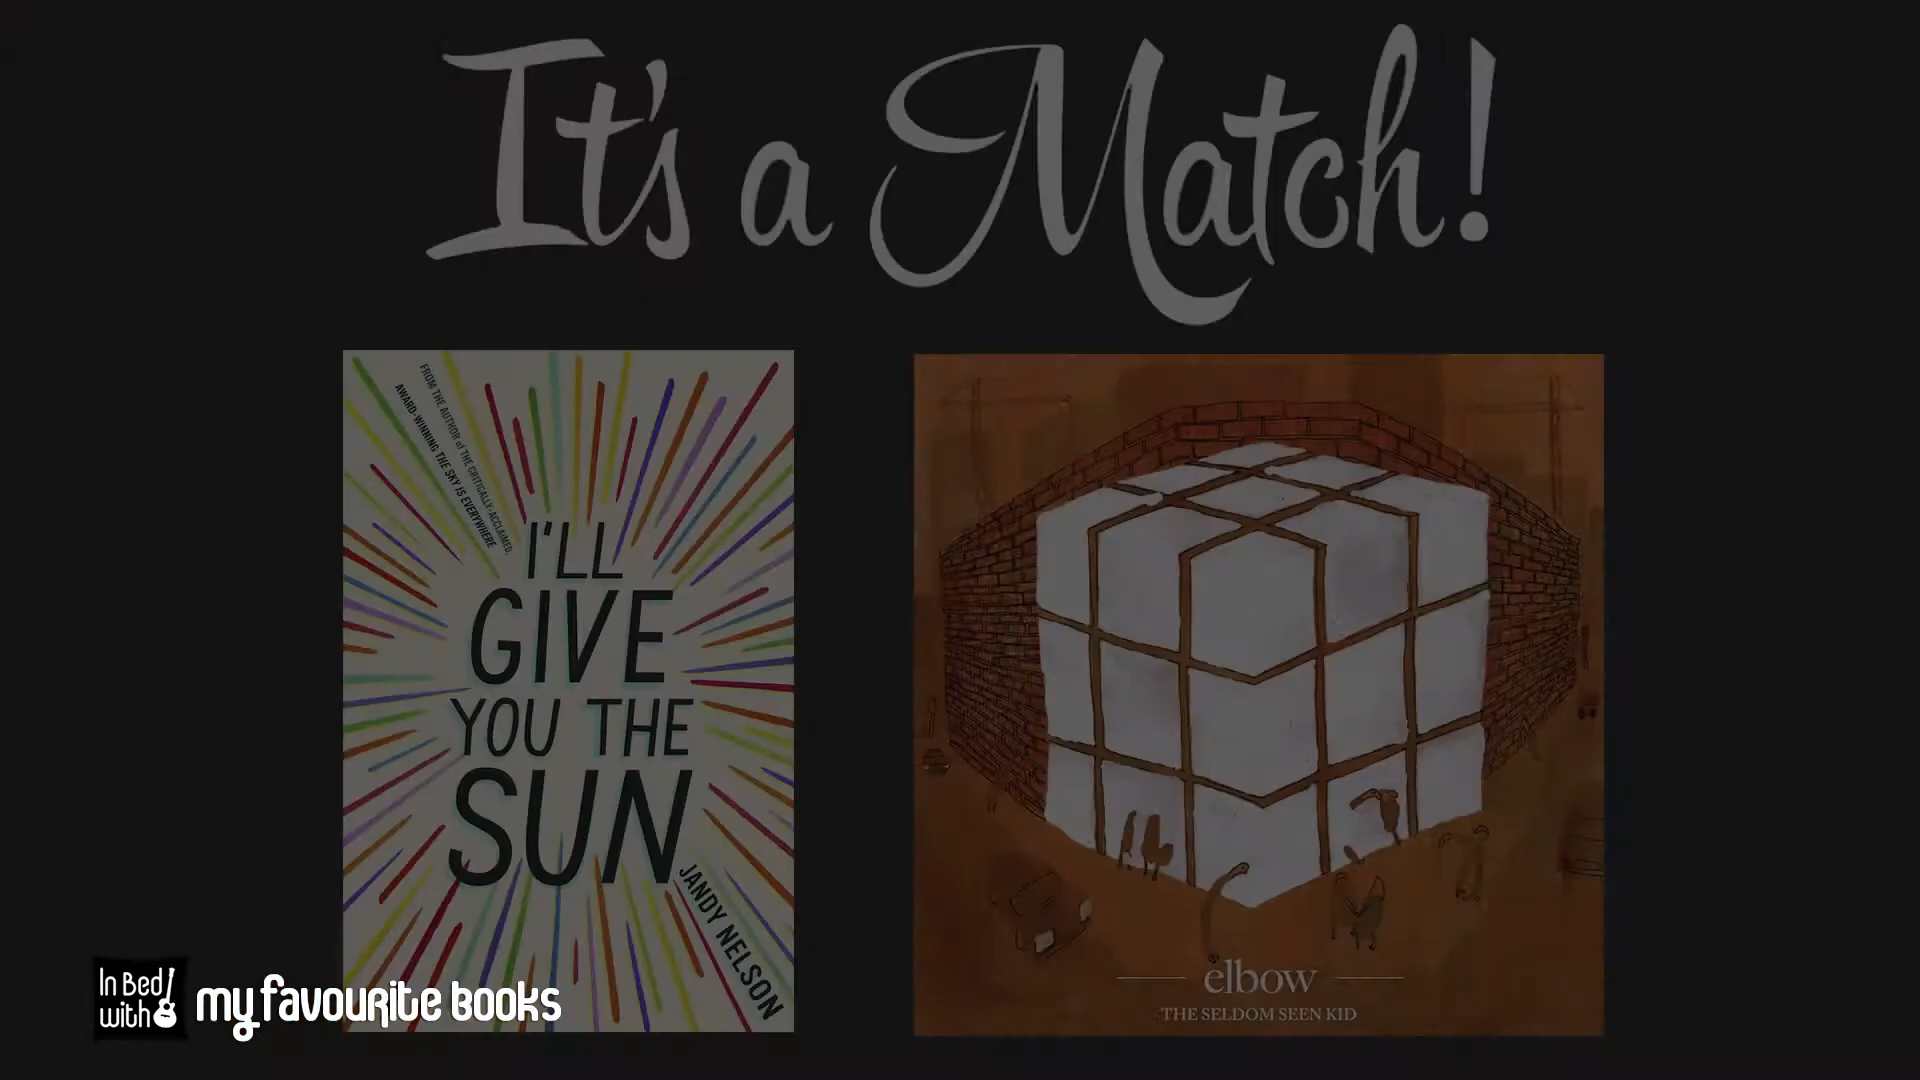 It's a Match!
FROM THE AUTHOR of THE CRITICALLY-ACCLAIMED,
AWARD-WINNING THE SKY IS EVERYWHERE
I'LL
GIVE
YOU THE
SUN
JANDY NELSON
elbow
THE SELDOM SEEN KID
In Bed
with
my favourite books